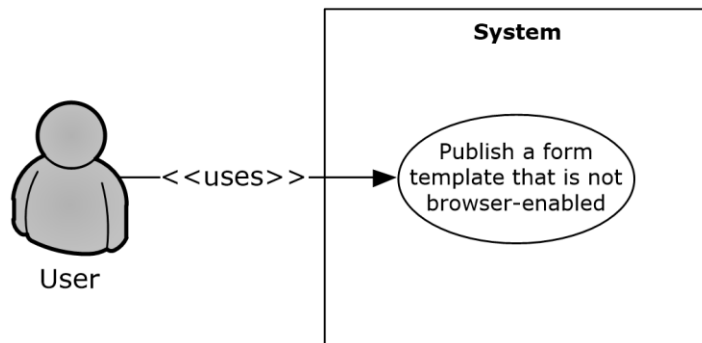 System
Publish a form
template that is not
browser-enabled
<<uses>>
User